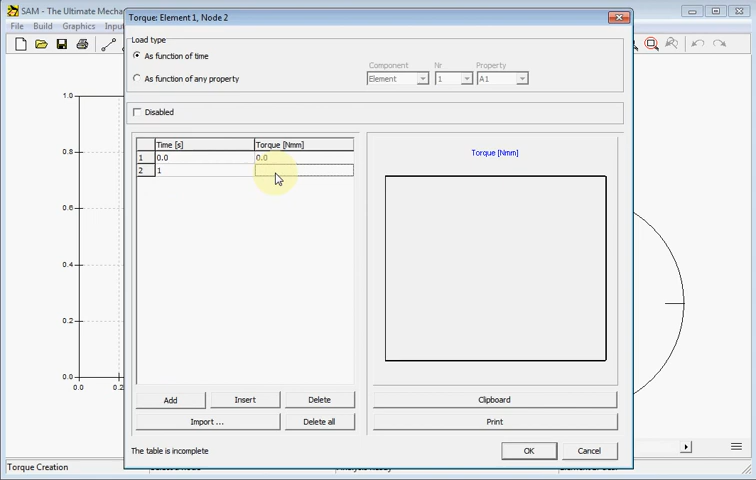 SAM - The Ultimate Mecha
File Build Graphics Inpu
Torque: Element 1, Node 2
Load type
As function of time
As function of any property
Component Nr Property
Element 1 A1
Disabled
Time [s] Torque [Nmm]
1 0.0 0.0
2 1
Torque [Nmm]
1.0
0.8
0.6
0.4
0.2
0.0
0.0 0.2
Add Insert Delete
Import ... Delete all
Clipboard
Print
The table is incomplete
OK Cancel
Torque Creation